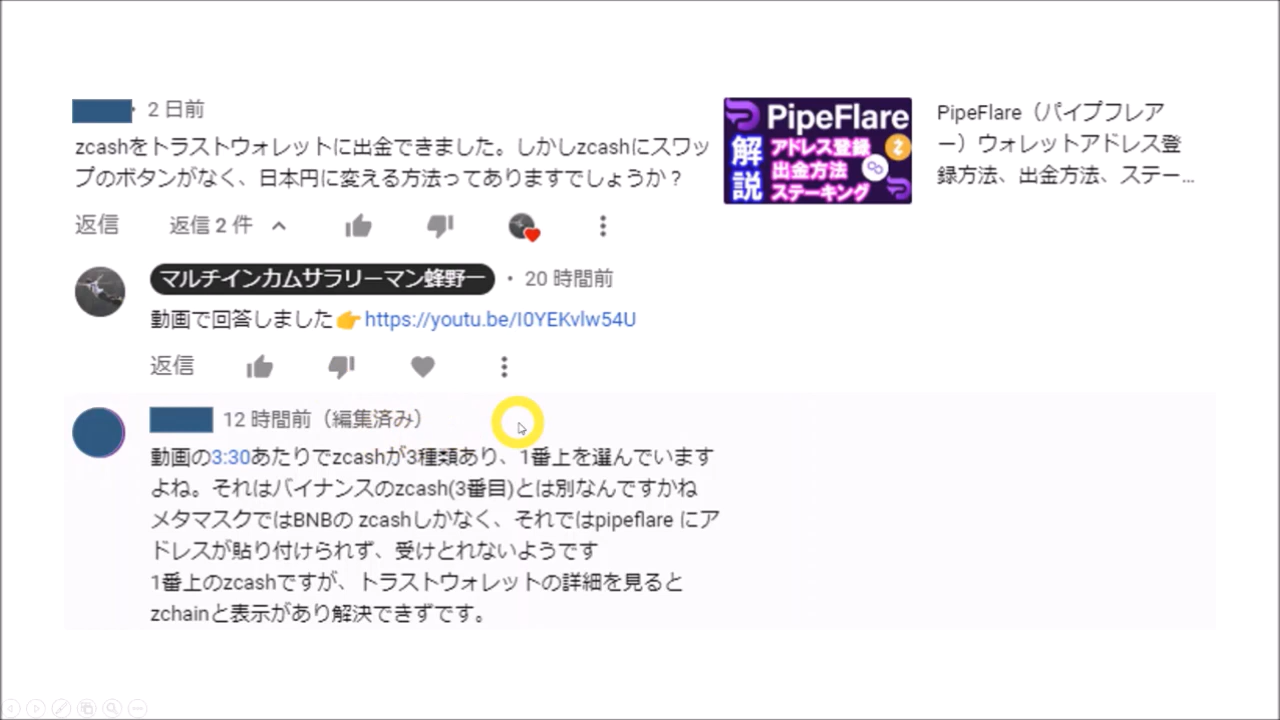 2 日前
zcashをトラストウォレットに出金できました。しかしzcashにスワッ
プのボタンがなく、日本円に変える方法ってありますでしょうか？
返信 返信 2 件
PipeFlare
解説
アドレス登録
出金方法
ステーキング
PipeFlare（パイプフレア
ー）ウォレットアドレス登
録方法、出金方法、ステー...
マルチインカムサラリーマン蜂野一 ・ 20 時間前
動画で回答しました👉https://youtu.be/I0YEKvlw54U
返信
12 時間前（編集済み）
動画の3:30あたりでzcashが3種類あり、1番上を選んでいます
よね。それはバイナンスのzcash(3番目)とは別なんですかね
メタマスクではBNBの zcashしかなく、それではpipeflare にア
ドレスが貼り付けられず、受けとれないようです
1番上のzcashですが、トラストウォレットの詳細を見ると
zchainと表示があり解決できずです。